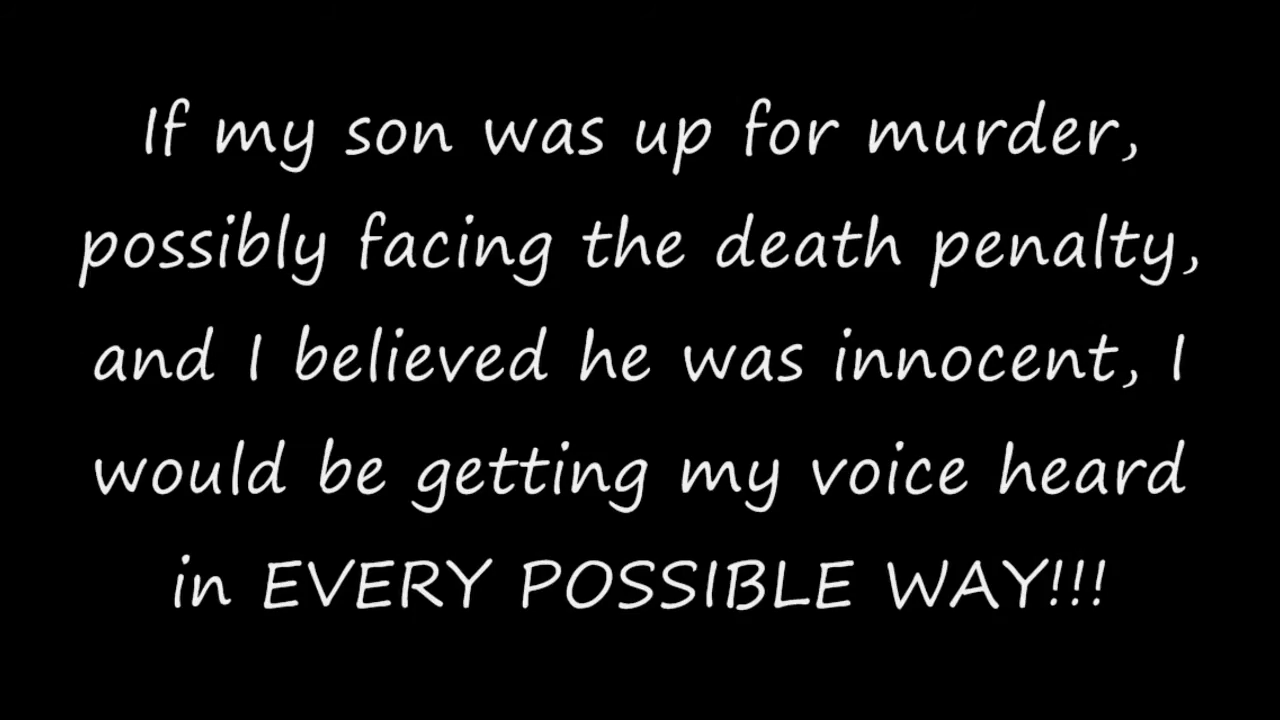 If my son was up for murder,
possibly facing the death penalty,
and I believed he was innocent, I
would be getting my voice heard
in EVERY POSSIBLE WAY!!!